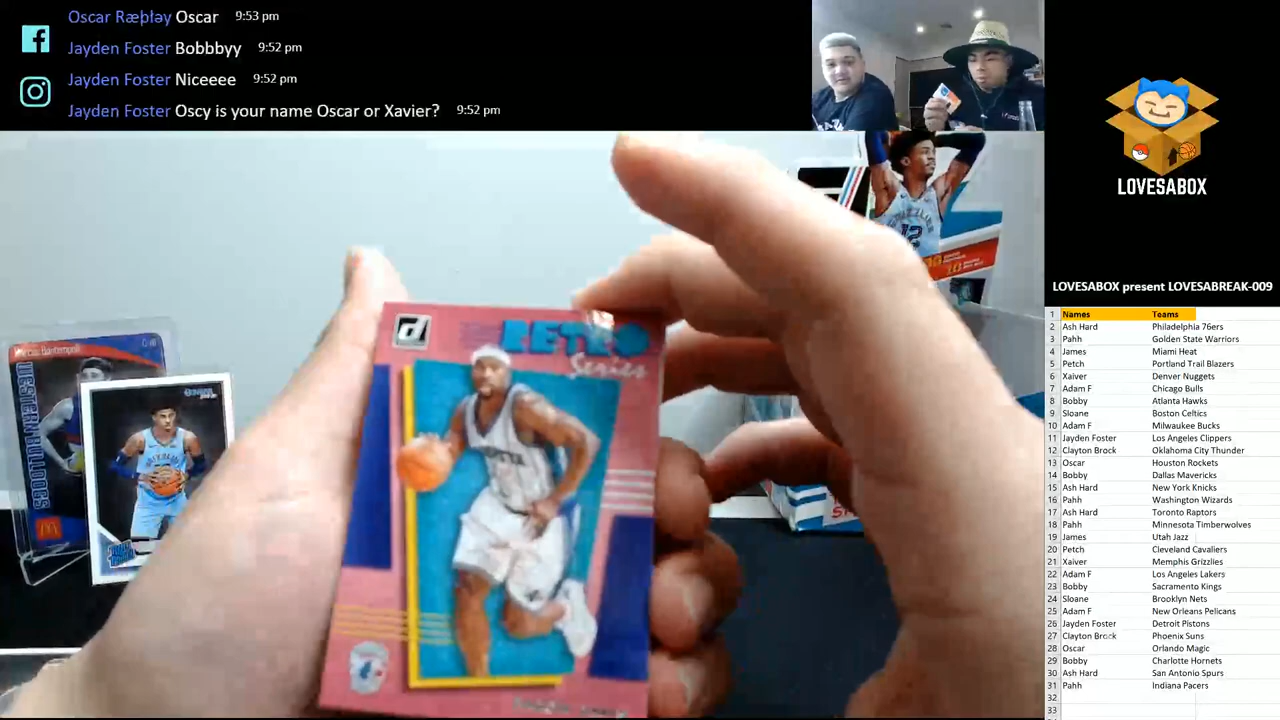 Oscar Ræþłəy Oscar 9:53 pm
Jayden Foster Bobbbyy 9:52 pm
Jayden Foster Niceeee 9:52 pm
Jayden Foster Oscy is your name Oscar or Xavier? 9:52 pm
LOVESABOX
LOVESABOX present LOVESABREAK-009
1 Names Teams
2 Ash Hard Philadelphia 76ers
3 Pahh Golden State Warriors
4 James Miami Heat
5 Petch Portland Trail Blazers
6 Xaiver Denver Nuggets
7 Adam F Chicago Bulls
8 Bobby Atlanta Hawks
9 Sloane Boston Celtics
10 Adam F Milwaukee Bucks
11 Jayden Foster Los Angeles Clippers
12 Clayton Brock Oklahoma City Thunder
13 Oscar Houston Rockets
14 Bobby Dallas Mavericks
15 Ash Hard New York Knicks
16 Pahh Washington Wizards
17 Ash Hard Toronto Raptors
18 Pahh Minnesota Timberwolves
19 James Utah Jazz
20 Petch Cleveland Cavaliers
21 Xaiver Memphis Grizzlies
22 Adam F Los Angeles Lakers
23 Bobby Sacramento Kings
24 Sloane Brooklyn Nets
25 Adam F New Orleans Pelicans
26 Jayden Foster Detroit Pistons
27 Clayton Brock Phoenix Suns
28 Oscar Orlando Magic
29 Bobby Charlotte Hornets
30 Ash Hard San Antonio Spurs
31 Pahh Indiana Pacers
32
33
RETRO
Series
WESTERN BULLDOGS
12
10